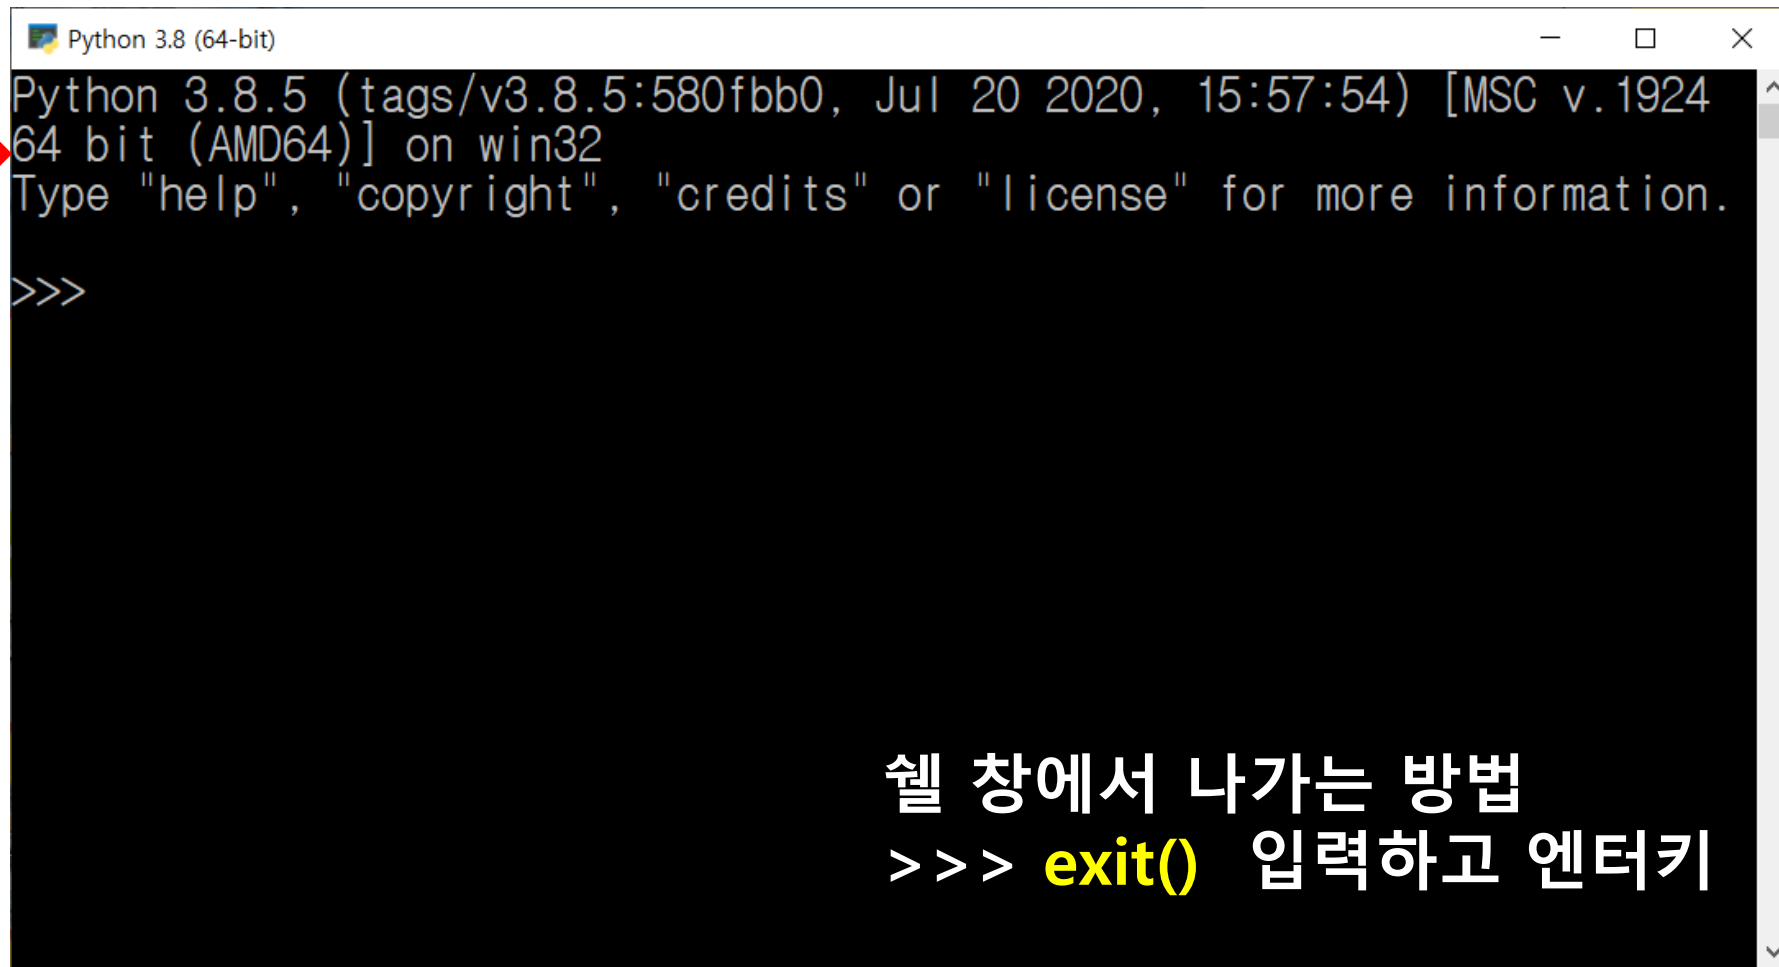 Python 3.8 (64-bit)
Python 3.8.5 (tags/v3.8.5:580fbb0, Jul 20 2020, 15:57:54) [MSC v.1924
64 bit (AMD64)] on win32
Type "help", "copyright", "credits" or "license" for more information.
>>>
쉘 창에서 나가는 방법
>>> exit() 입력하고 엔터키